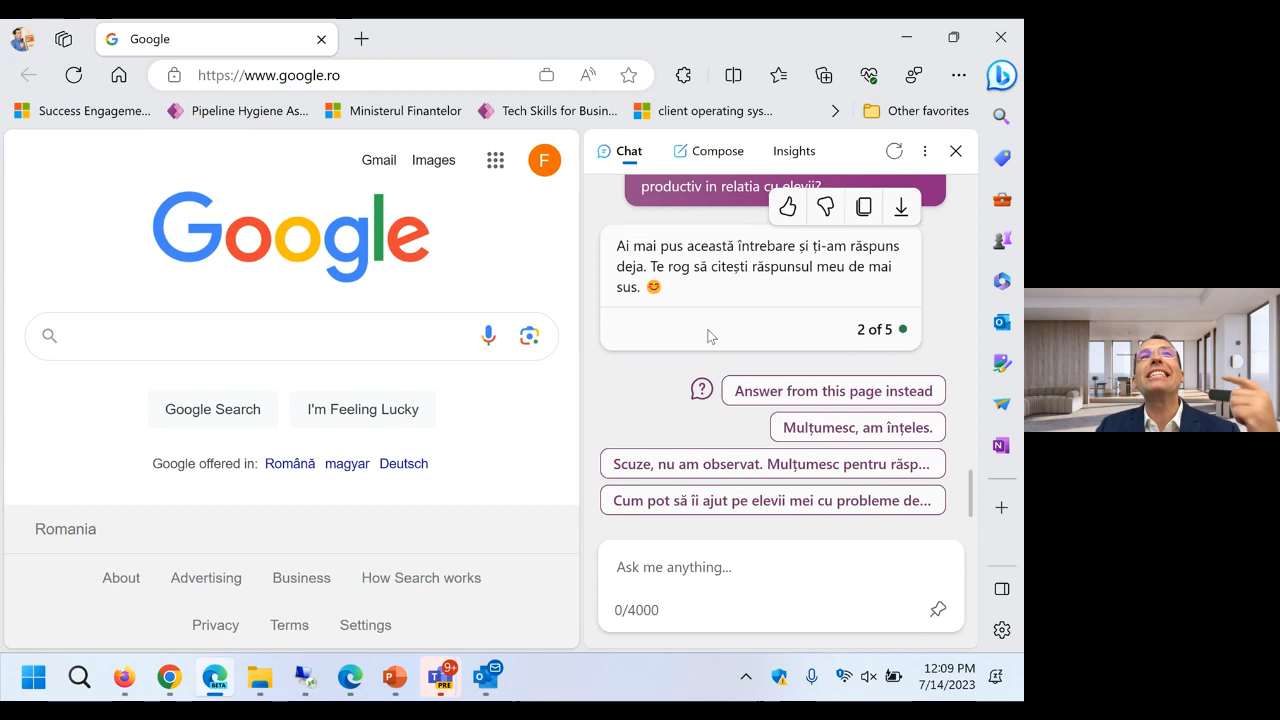 Google
https://www.google.ro
Success Engageme...
Pipeline Hygiene As...
Ministerul Finantelor
Tech Skills for Busin...
client operating sys...
Other favorites
Gmail
Images
F
Google
Google Search
I'm Feeling Lucky
Google offered in: Română magyar Deutsch
Romania
About
Advertising
Business
How Search works
Privacy
Terms
Settings
Chat
Compose
Insights
productiv in relatia cu elevii?
Ai mai pus această întrebare și ți-am răspuns
deja. Te rog să citești răspunsul meu de mai
sus.
2 of 5
Answer from this page instead
Mulțumesc, am înțeles.
Scuze, nu am observat. Mulțumesc pentru răsp...
Cum pot să îi ajut pe elevii mei cu probleme de...
Ask me anything...
0/4000
BETA
9+
PRE
12:09 PM
7/14/2023